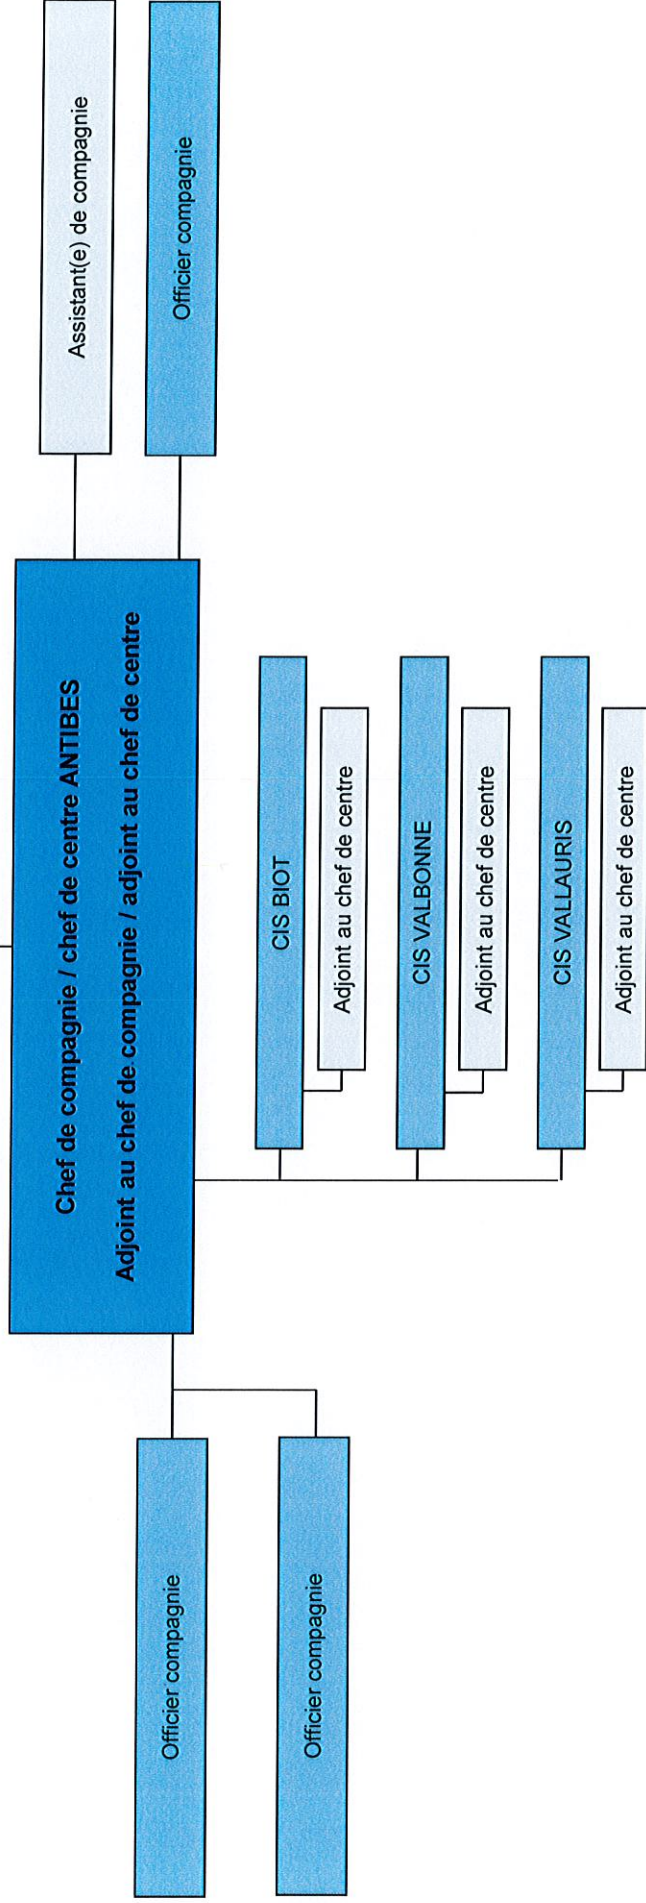 Chef de compagnie / chef de centre ANTIBES
Adjoint au chef de compagnie / adjoint au chef de centre
Assistant(e) de compagnie
Officier compagnie
Officier compagnie
Officier compagnie
CIS BIOT
Adjoint au chef de centre
CIS VALBONNE
Adjoint au chef de centre
CIS VALLAURIS
Adjoint au chef de centre